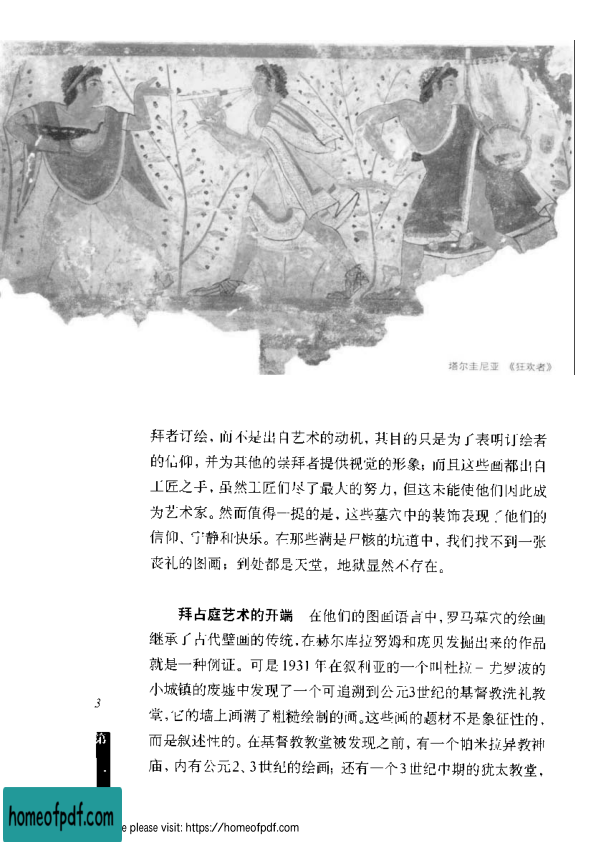 塔尔圭尼亚 《狂欢者》
拜者订绘，而不是出自艺术的动机，其目的只是为了表明订绘者
的信仰，并为其他的崇拜者提供视觉的形象；而且这些画都出自
工匠之手，虽然工匠们尽了最大的努力，但这未能使他们因此成
为艺术家。然而值得一提的是，这些墓穴中的装饰表现了他们的
信仰、宁静和快乐。在那些满是尸骸的坑道中，我们找不到一张
丧礼的图画；到处都是天堂，地狱显然不存在。
拜占庭艺术的开端 在他们的图画语言中，罗马墓穴的绘画
继承了古代壁画的传统，在赫尔库拉努姆和庞贝发掘出来的作品
就是一种例证。可是1931年在叙利亚的一个叫杜拉－尤罗波的
小城镇的废墟中发现了一个可追溯到公元3世纪的基督教洗礼教
堂，它的墙上画满了粗糙绘制的画。这些画的题材不是象征性的，
而是叙述性的。在基督教教堂被发现之前，有一个帕米拉异教神
庙，内有公元2、3世纪的绘画；还有一个3世纪中期的犹太教堂，
3
第
homeofpdf.com
e please visit: https://homeofpdf.com